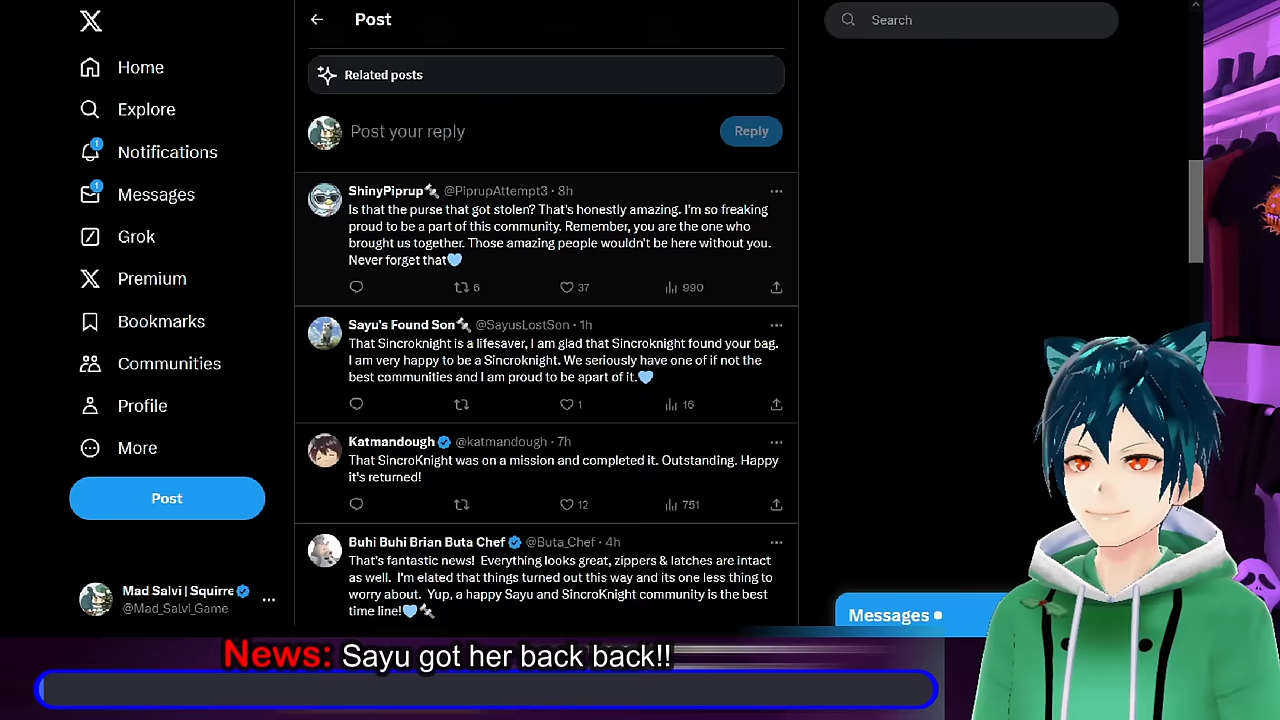 Home
Explore
1
Notifications
1
Messages
Grok
Premium
Bookmarks
Communities
Profile
More
Post
Mad Salvi | Squirre
@Mad_Salvi_Game
Post
Related posts
Post your reply
Reply
ShinyPiprup @PiprupAttempt3 · 8h
Is that the purse that got stolen? That's honestly amazing. I'm so freaking
proud to be a part of this community. Remember, you are the one who
brought us together. Those amazing people wouldn't be here without you.
Never forget that🩵
6 37 990
Sayu's Found Son @SayusLostSon · 1h
That Sincroknight is a lifesaver, I am glad that Sincroknight found your bag.
I am very happy to be a Sincroknight. We seriously have one of if not the
best communities and I am proud to be apart of it.🩵
1 16
Katmandough @katmandough · 7h
That SincroKnight was on a mission and completed it. Outstanding. Happy
it's returned!
12 751
Buhi Buhi Brian Buta Chef @Buta_Chef · 4h
That's fantastic news! Everything looks great, zippers & latches are intact
as well. I'm elated that things turned out this way and its one less thing to
worry about. Yup, a happy Sayu and SincroKnight community is the best
time line!🩵
Search
Messages
News: Sayu got her back back!!